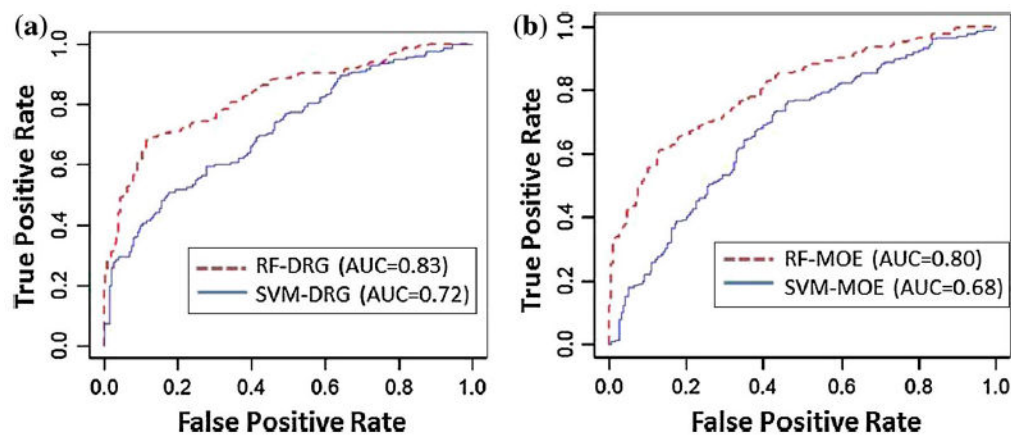 (a)
True Positive Rate
1.0
0.8
0.6
0.4
0.2
0.0
RF-DRG (AUC=0.83)
SVM-DRG (AUC=0.72)
0.0 0.2 0.4 0.6 0.8 1.0
False Positive Rate
(b)
True Positive Rate
1.0
0.8
0.6
0.4
0.2
0.0
RF-MOE (AUC=0.80)
SVM-MOE (AUC=0.68)
0.0 0.2 0.4 0.6 0.8 1.0
False Positive Rate